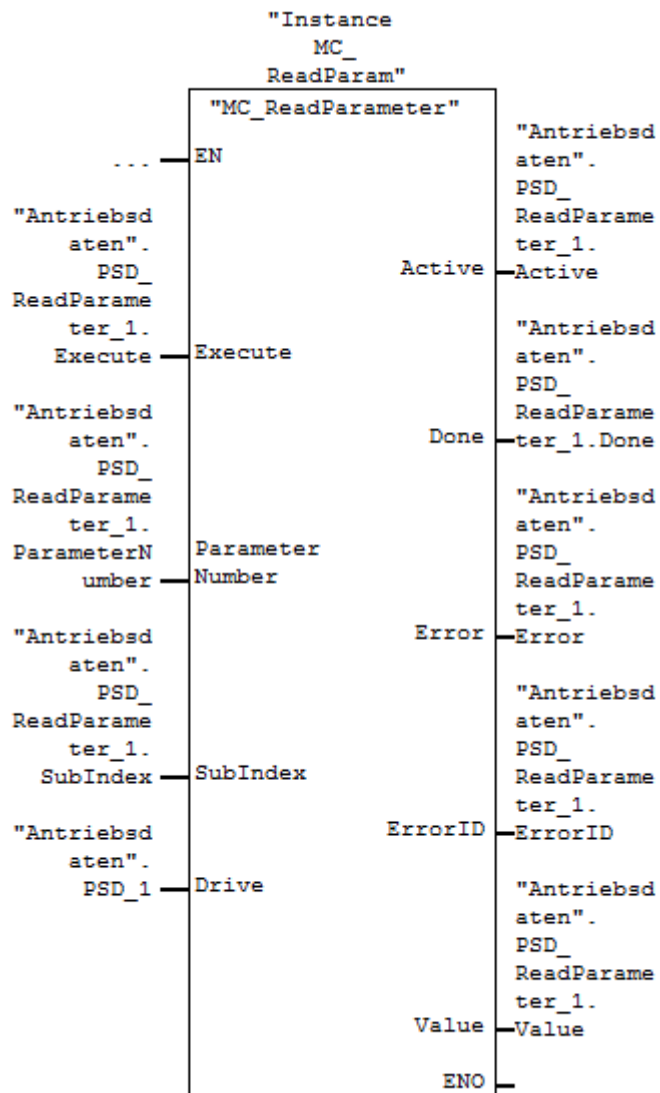 "Instance
MC_
ReadParam"
"MC_ReadParameter"
... EN
"Antriebsd
aten".
PSD_
ReadParame
ter_1.
Execute Execute
"Antriebsd
aten".
PSD_
ReadParame
ter_1.
ParameterN Parameter
umber Number
"Antriebsd
aten".
PSD_
ReadParame
ter_1.
SubIndex SubIndex
"Antriebsd
aten".
PSD_1 Drive
"Antriebsd
aten".
PSD_
ReadParame
ter_1.
Active Active
"Antriebsd
aten".
PSD_
ReadParame
Done ter_1.Done
"Antriebsd
aten".
PSD_
ReadParame
ter_1.
Error Error
"Antriebsd
aten".
PSD_
ReadParame
ter_1.
ErrorID ErrorID
"Antriebsd
aten".
PSD_
ReadParame
ter_1.
Value Value
ENO